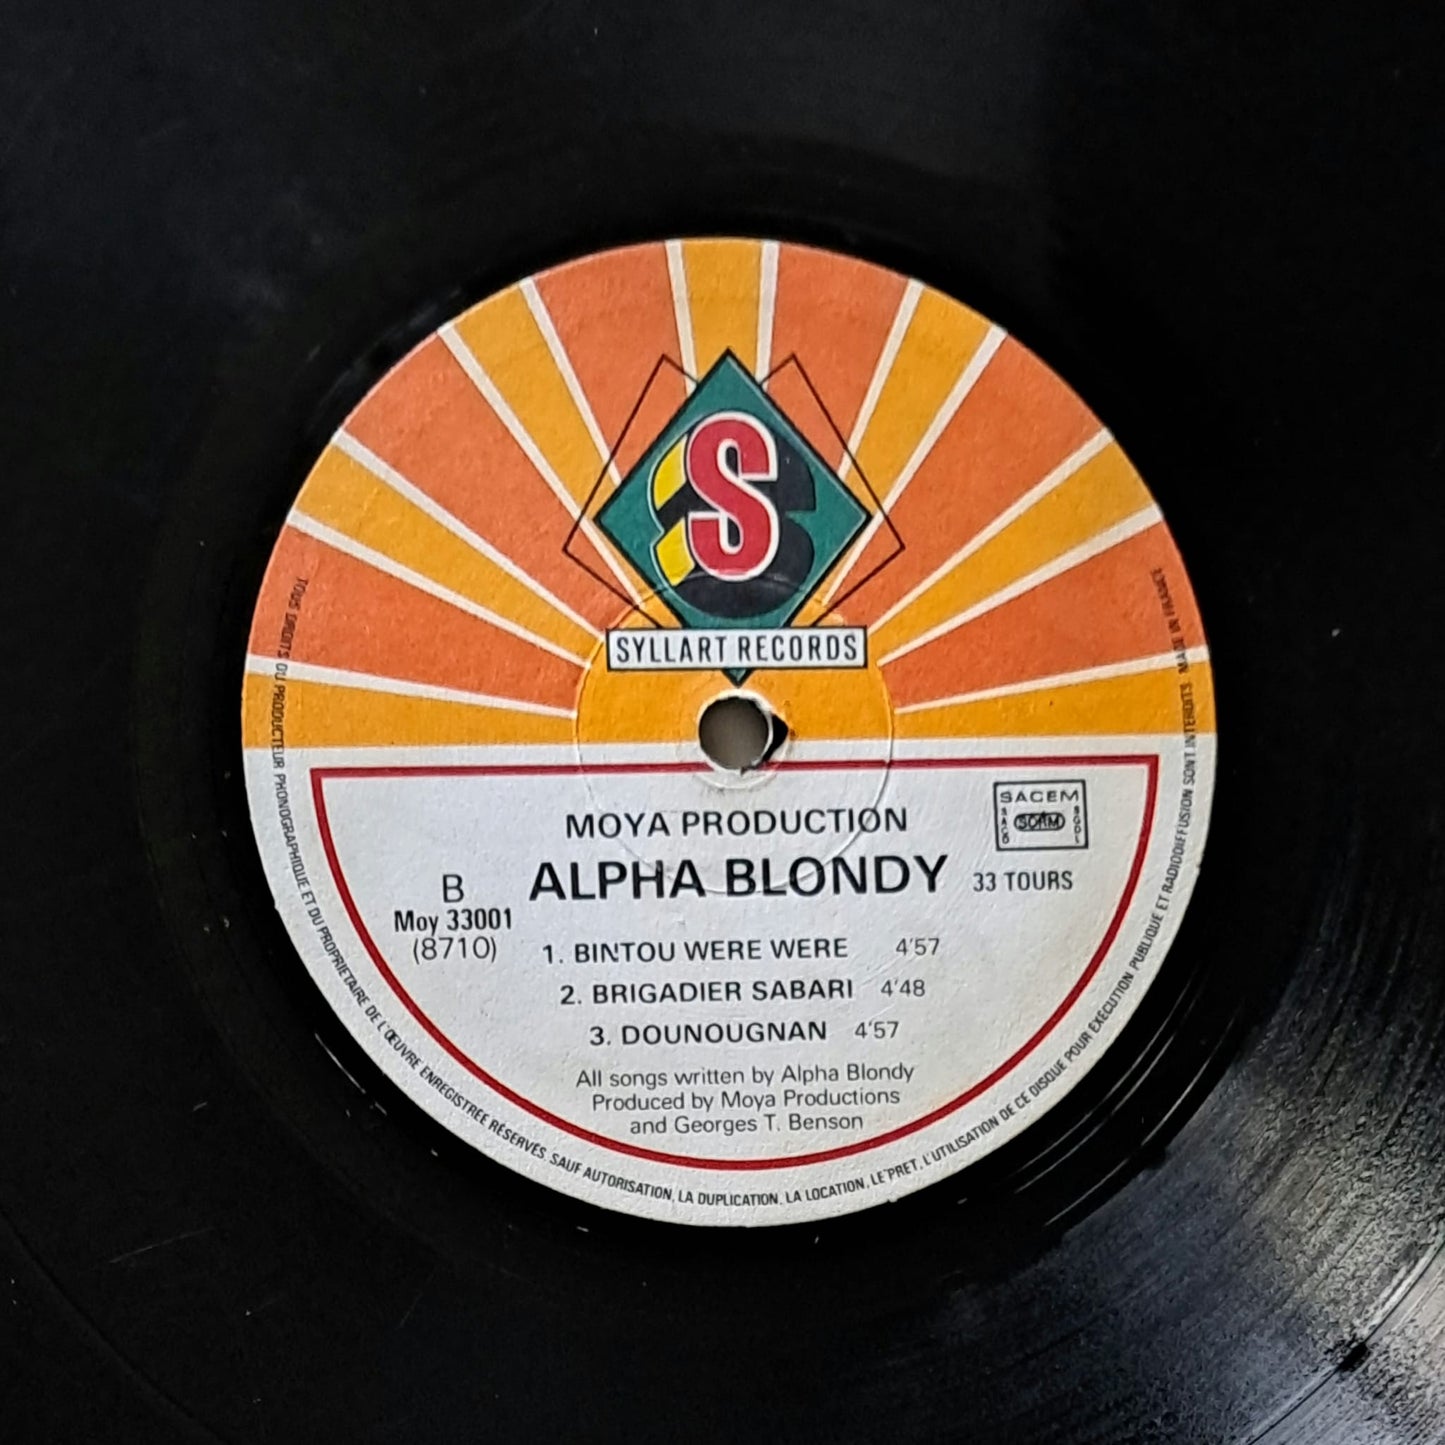 S
SYLLART RECORDS
MOYA PRODUCTION
SACEM
SACD
SDRM
SGDL
B
ALPHA BLONDY
33 TOURS
Moy 33001
(8710)
1. BINTOU WERE WERE 4'57
2. BRIGADIER SABARI 4'48
3. DOUNOUGNAN 4'57
All songs written by Alpha Blondy
Produced by Moya Productions
and Georges T. Benson
TOUS DROITS DU PRODUCTEUR PHONOGRAPHIQUE ET DU PROPRIETAIRE DE L'ŒUVRE ENREGISTREE RÉSERVÉS SAUF AUTORISATION, LA DUPLICATION, LA LOCATION, LE PRET, L'UTILISATION DE CE DISQUE POUR EXECUTION PUBLIQUE ET RADIODIFFUSION SONT INTERDITS MADE IN FRANCE